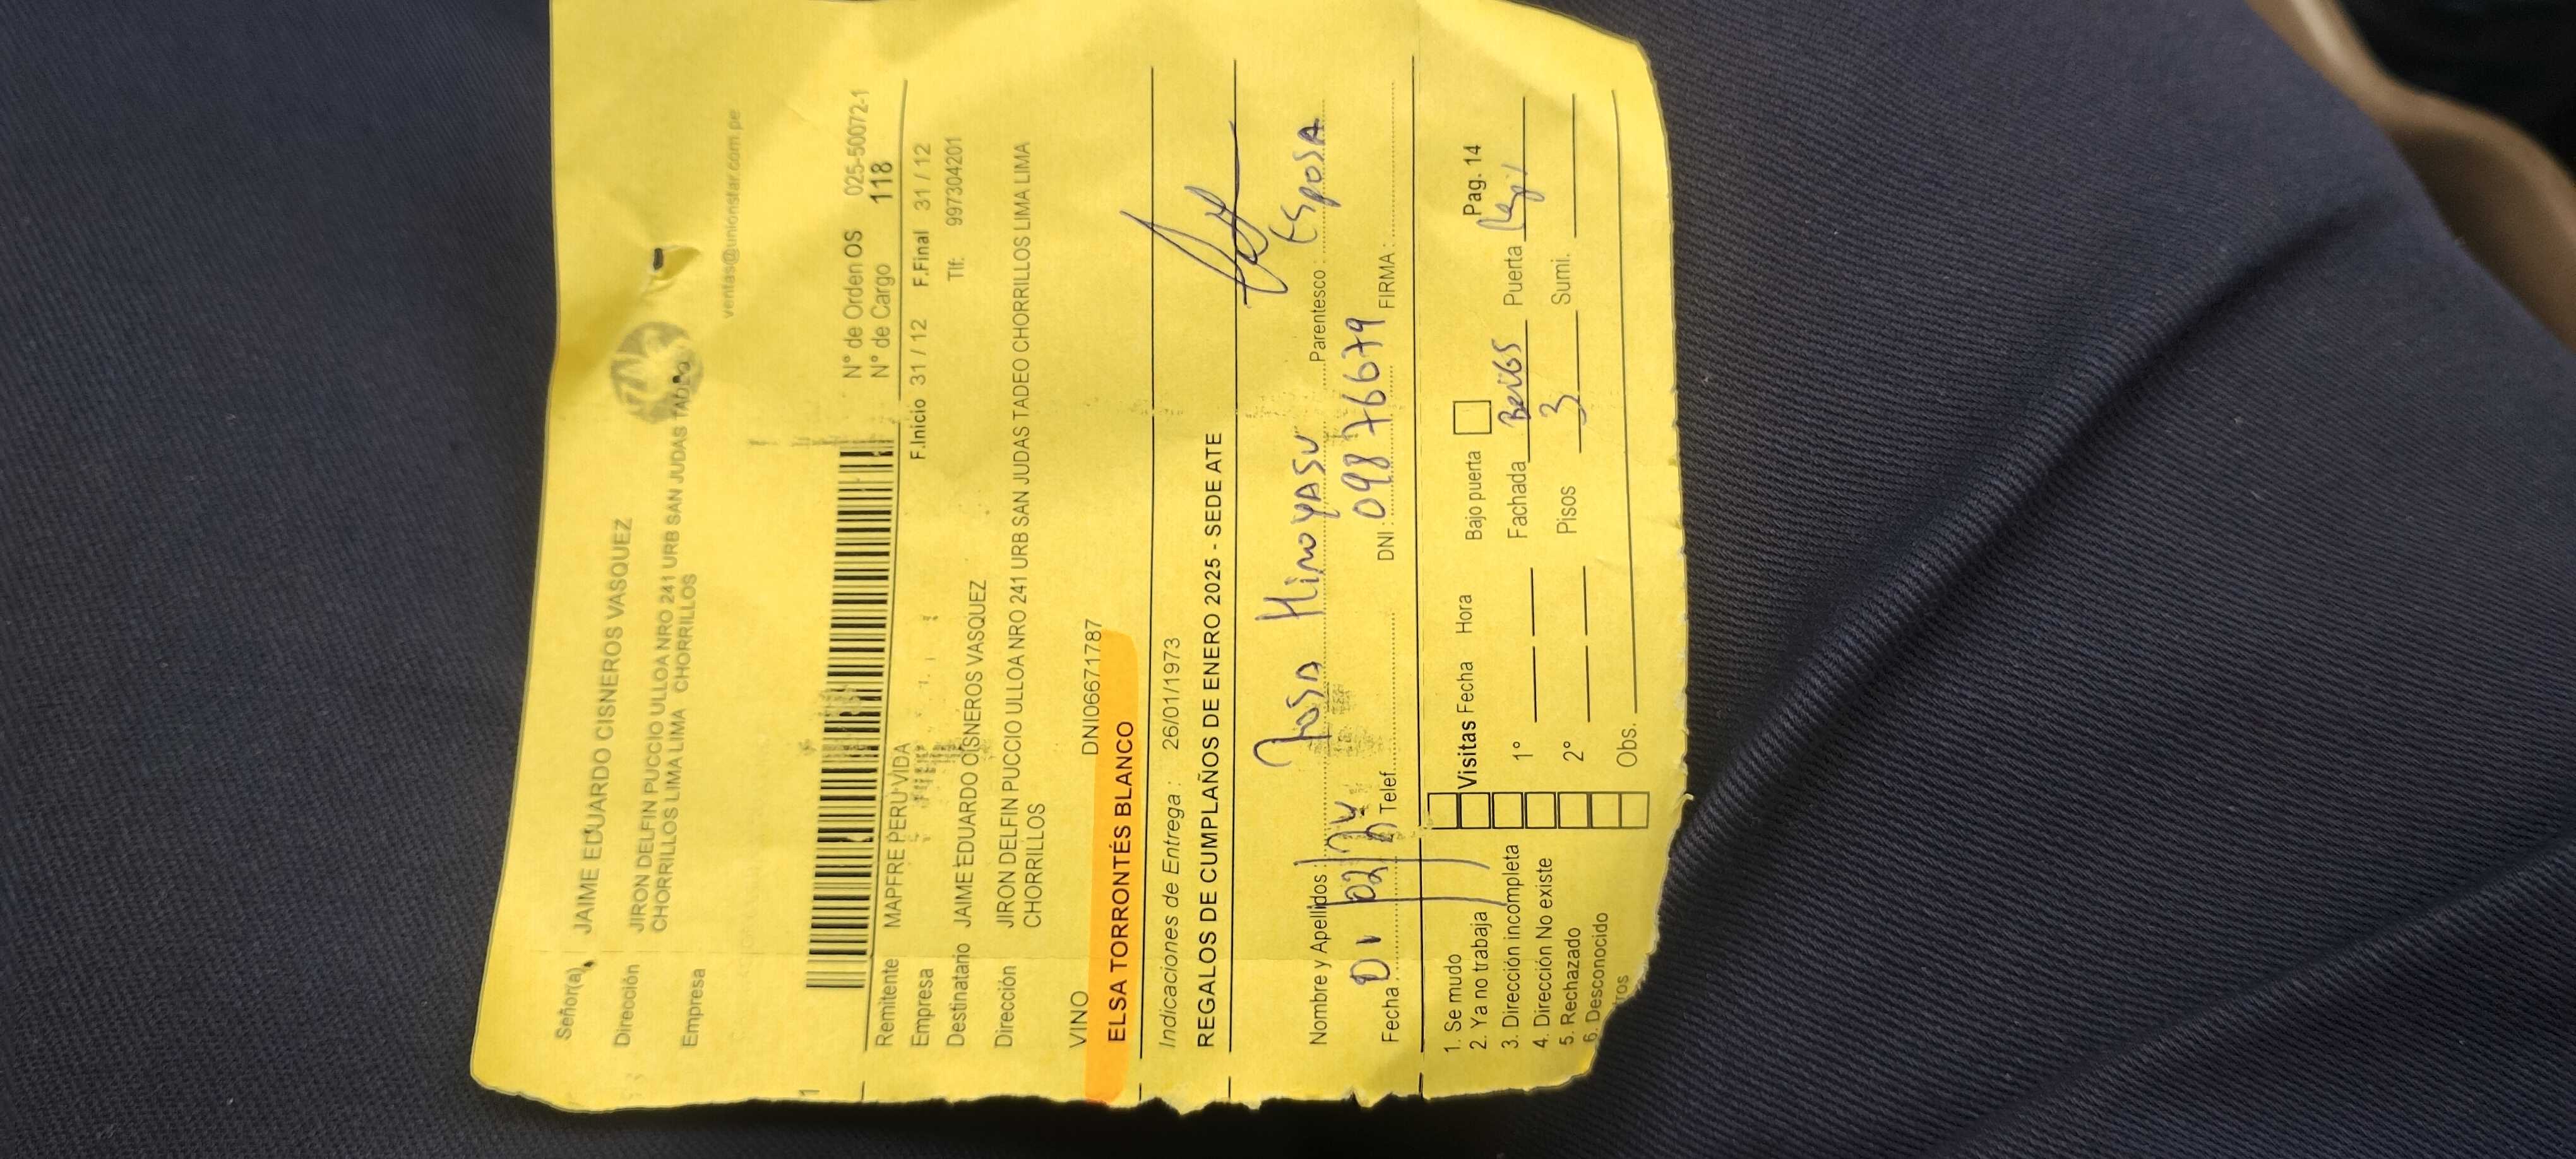 Señor(a) JAIME EDUARDO CISNEROS VASQUEZ
Dirección JIRON DELFIN PUCCIO ULLOA NRO 241 URB SAN JUDAS TADEO
CHORRILLOS LIMA LIMA CHORRILLOS
Empresa
ventas@unionstar.com.pe
1
N° de Orden OS 025-50072-1
N° de Cargo 118
Remitente MAPFRE PERU VIDA
Empresa F.Inicio 31 / 12 F.Final 31 / 12
Destinatario JAIME EDUARDO CISNEROS VASQUEZ Tlf: 997304201
Dirección JIRON DELFIN PUCCIO ULLOA NRO 241 URB SAN JUDAS TADEO CHORRILLOS LIMA LIMA
CHORRILLOS
VINO DNI06671787
ELSA TORRONTÉS BLANCO
Indicaciones de Entrega : 26/01/1973
REGALOS DE CUMPLAÑOS DE ENERO 2025 - SEDE ATE
Nombre y Apellidos : Rosa Hinoyasu Parentesco : Esposa
Fecha : Telef. DNI : 09876679 FIRMA :
1. Se mudo
2. Ya no trabaja
3. Dirección incompleta
4. Dirección No existe
5. Rechazado
6. Desconocido
tros
Visitas Fecha Hora Bajo puerta Pag. 14
1° Fachada Puerta
2° Pisos 3 Sumi.
Obs.